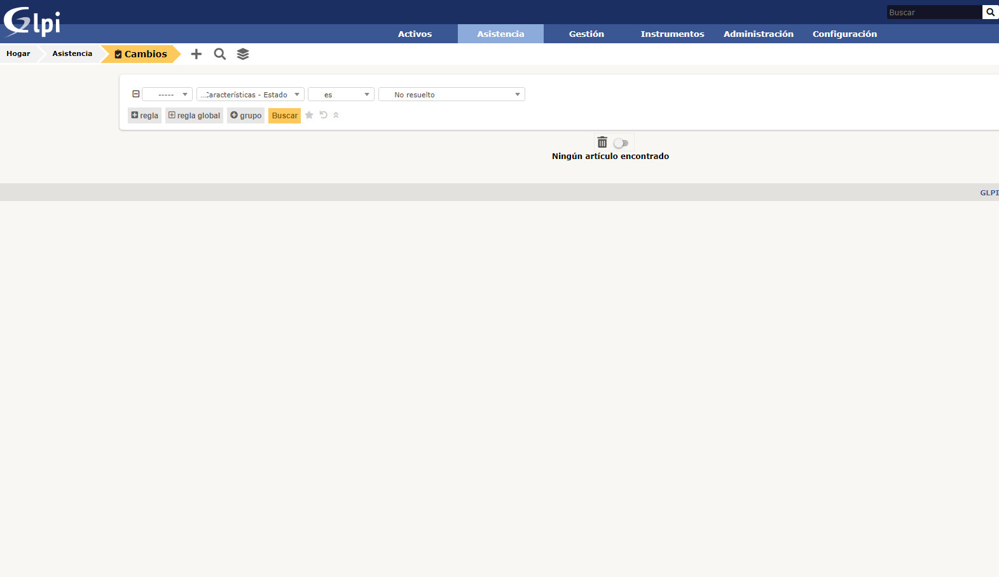 Glpi
Buscar
Activos Asistencia Gestión Instrumentos Administración Configuración
Hogar Asistencia Cambios
----- ...Características - Estado es No resuelto
regla regla global grupo Buscar
Ningún artículo encontrado
GLPI